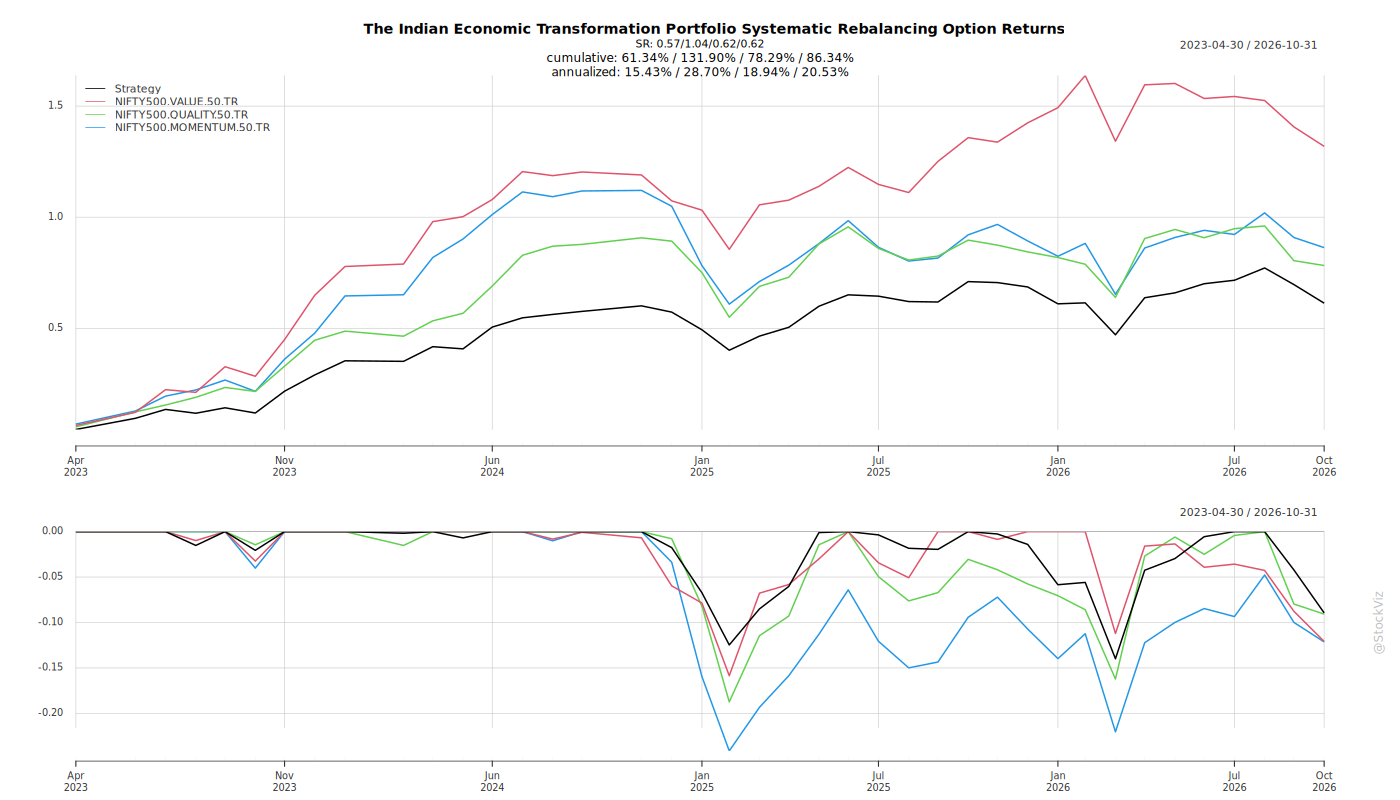 The Indian Economic Transformation Portfolio Systematic Rebalancing Option Returns
SR: 0.57/1.04/0.62/0.62
cumulative: 61.34% / 131.90% / 78.29% / 86.34%
annualized: 15.43% / 28.70% / 18.94% / 20.53%
2023-04-30 / 2026-10-31
Strategy
NIFTY500.VALUE.50.TR
NIFTY500.QUALITY.50.TR
NIFTY500.MOMENTUM.50.TR
1.5
1.0
0.5
Apr Nov Jun Jan Jul Jan Jul Oct
2023 2023 2024 2025 2025 2026 2026 2026
2023-04-30 / 2026-10-31
0.00
-0.05
-0.10
-0.15
-0.20
Apr Nov Jun Jan Jul Jan Jul Oct
2023 2023 2024 2025 2025 2026 2026 2026
@StockViz